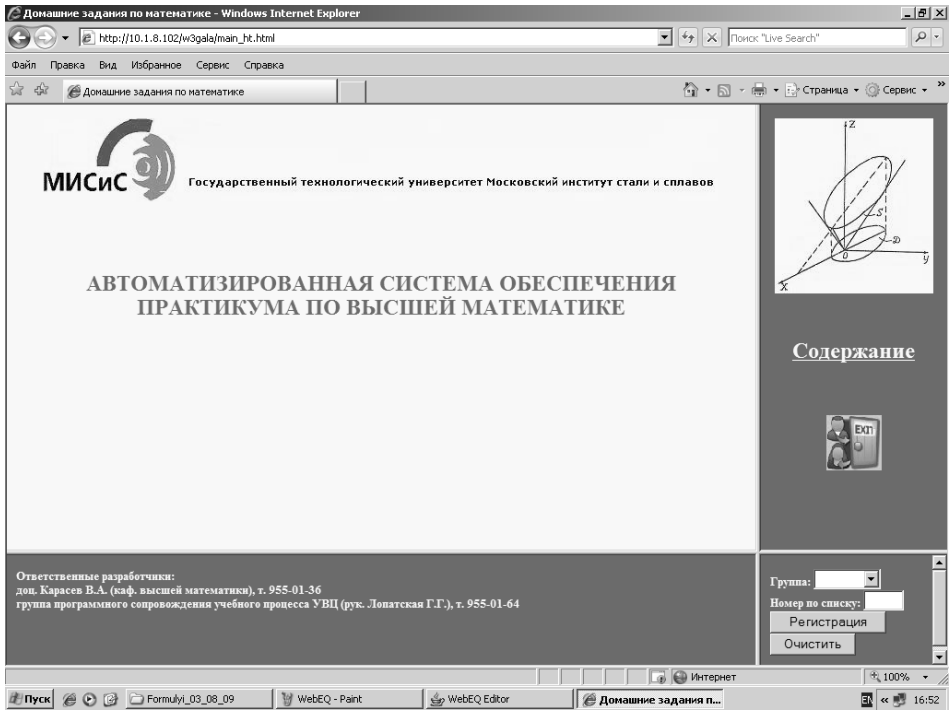 Домашние задания по математике - Windows Internet Explorer
http://10.1.8.102/w3gala/main_ht.html
Поиск "Live Search"
Файл Правка Вид Избранное Сервис Справка
Домашние задания по математике
Страница Сервис »
МИСиС
Государственный технологический университет Московский институт стали и сплавов
АВТОМАТИЗИРОВАННАЯ СИСТЕМА ОБЕСПЕЧЕНИЯ
ПРАКТИКУМА ПО ВЫСШЕЙ МАТЕМАТИКЕ
Z
S
D
O
y
X
Содержание
EXIT
Ответственные разработчики:
доц. Карасев В.А. (каф. высшей математики), т. 955-01-36
группа программного сопровождения учебного процесса УВЦ (рук. Лопатская Г.Г.), т. 955-01-64
Группа:
Номер по списку:
Регистрация
Очистить
Интернет
100%
Пуск
Formulyi_03_08_09
WebEQ - Paint
WebEQ Editor
Домашние задания п...
EN « 16:52